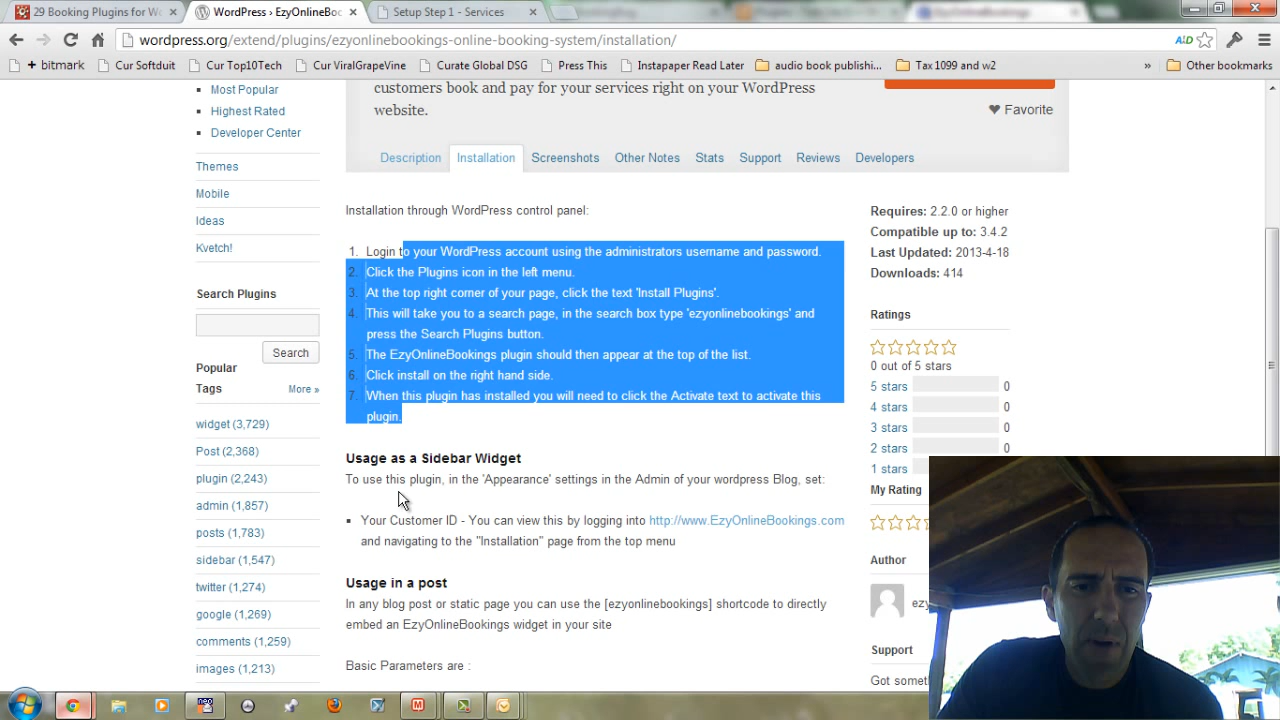 29 Booking Plugins for Wo
WordPress › EzyOnlineBoo
Setup Step 1 - Services
wordpress.org/extend/plugins/ezyonlinebookings-online-booking-system/installation/
+ bitmark
Cur Softduit
Cur Top10Tech
Cur ViralGrapeVine
Curate Global DSG
Press This
Instapaper Read Later
audio book publishi...
Tax 1099 and w2
»
Other bookmarks
Most Popular
Highest Rated
Developer Center
Themes
Mobile
Ideas
Kvetch!
Search Plugins
Search
Popular
Tags
More »
widget (3,729)
Post (2,368)
plugin (2,243)
admin (1,857)
posts (1,783)
sidebar (1,547)
twitter (1,274)
google (1,269)
comments (1,259)
images (1,213)
customers book and pay for your services right on your WordPress
website.
Favorite
Description
Installation
Screenshots
Other Notes
Stats
Support
Reviews
Developers
Installation through WordPress control panel:
1. Login to your WordPress account using the administrators username and password.
2. Click the Plugins icon in the left menu.
3. At the top right corner of your page, click the text 'Install Plugins'.
4. This will take you to a search page, in the search box type 'ezyonlinebookings' and
press the Search Plugins button.
5. The EzyOnlineBookings plugin should then appear at the top of the list.
6. Click install on the right hand side.
7. When this plugin has installed you will need to click the Activate text to activate this
plugin.
Usage as a Sidebar Widget
To use this plugin, in the 'Appearance' settings in the Admin of your wordpress Blog, set:
Your Customer ID - You can view this by logging into http://www.EzyOnlineBookings.com
and navigating to the "Installation" page from the top menu
Usage in a post
In any blog post or static page you can use the [ezyonlinebookings] shortcode to directly
embed an EzyOnlineBookings widget in your site
Basic Parameters are :
Requires: 2.2.0 or higher
Compatible up to: 3.4.2
Last Updated: 2013-4-18
Downloads: 414
Ratings
0 out of 5 stars
5 stars 0
4 stars 0
3 stars 0
2 stars 0
1 stars
My Rating
Author
ezy
Support
Got someth